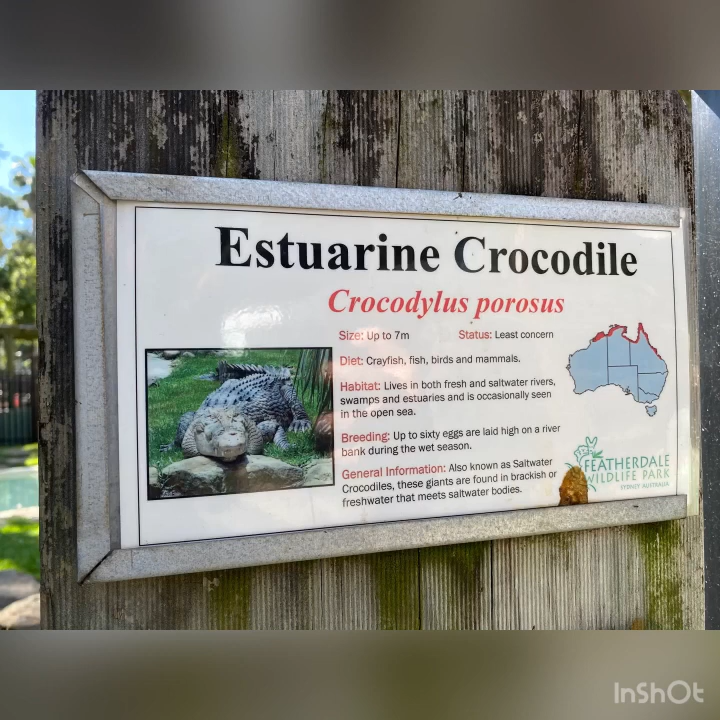 Estuarine Crocodile
Crocodylus porosus
Size: Up to 7m Status: Least concern
Diet: Crayfish, fish, birds and mammals.
Habitat: Lives in both fresh and saltwater rivers,
swamps and estuaries and is occasionally seen
in the open sea.
Breeding: Up to sixty eggs are laid high on a river
bank during the wet season.
General Information: Also known as Saltwater
Crocodiles, these giants are found in brackish or
freshwater that meets saltwater bodies.
FEATHERDALE
WILDLIFE PARK
SYDNEY AUSTRALIA
InShOt